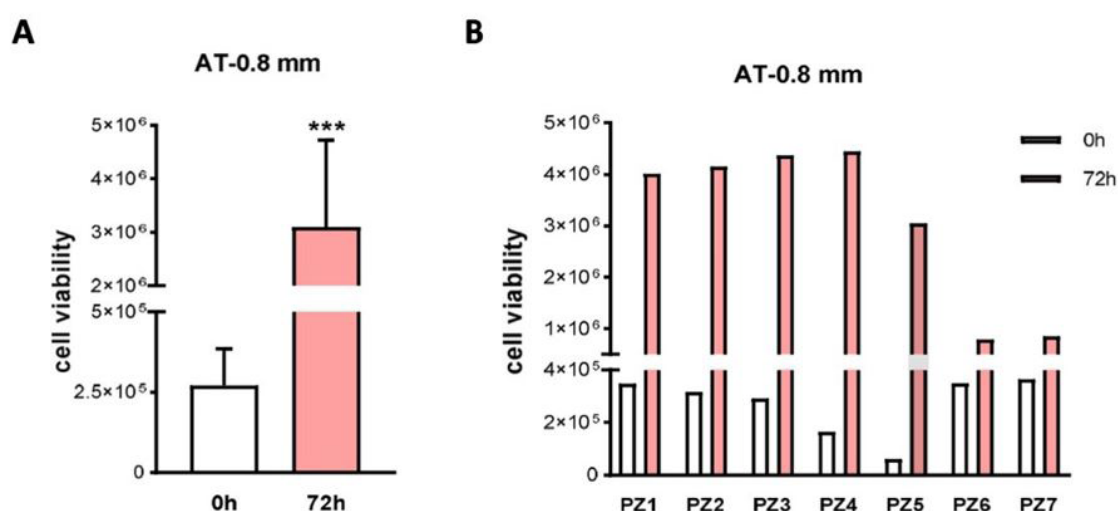 A
AT-0.8 mm
cell viability
5×10⁶
4×10⁶
3×10⁶
2×10⁶
5×10⁵
2.5×10⁵
0
***
0h
72h
B
AT-0.8 mm
cell viability
5×10⁶
4×10⁶
3×10⁶
2×10⁶
1×10⁶
4×10⁵
2×10⁵
0
PZ1 PZ2 PZ3 PZ4 PZ5 PZ6 PZ7
0h
72h